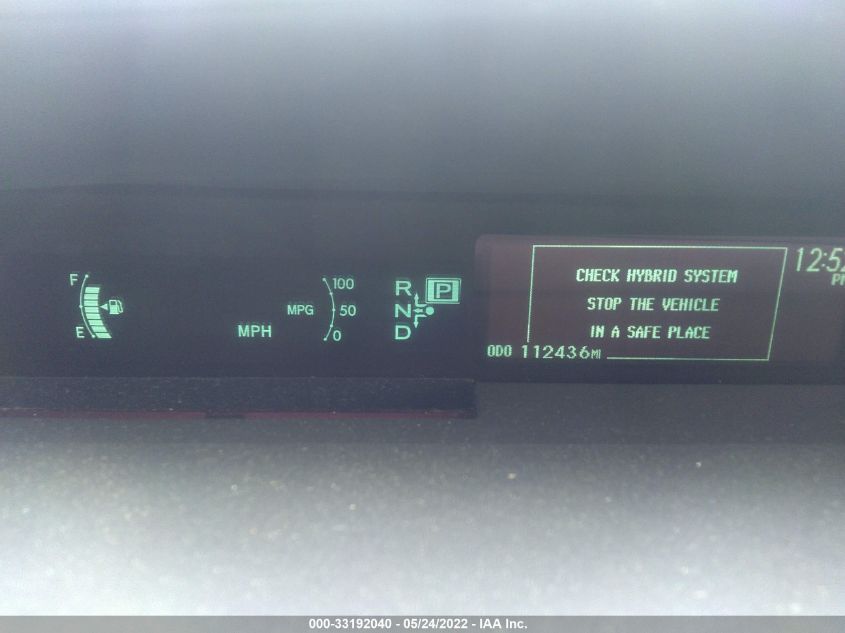 F
E
MPH
MPG
100
50
0
R
N
D
P
CHECK HYBRID SYSTEM
STOP THE VEHICLE
IN A SAFE PLACE
ODO 112436MI
000-33192040 - 05/24/2022 - IAA Inc.